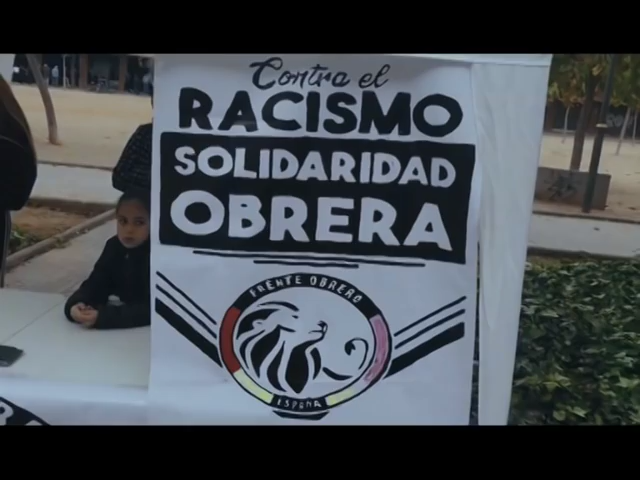 Contra el
RACISMO
SOLIDARIDAD
OBRERA
FRENTE OBRERO
ESPAÑA